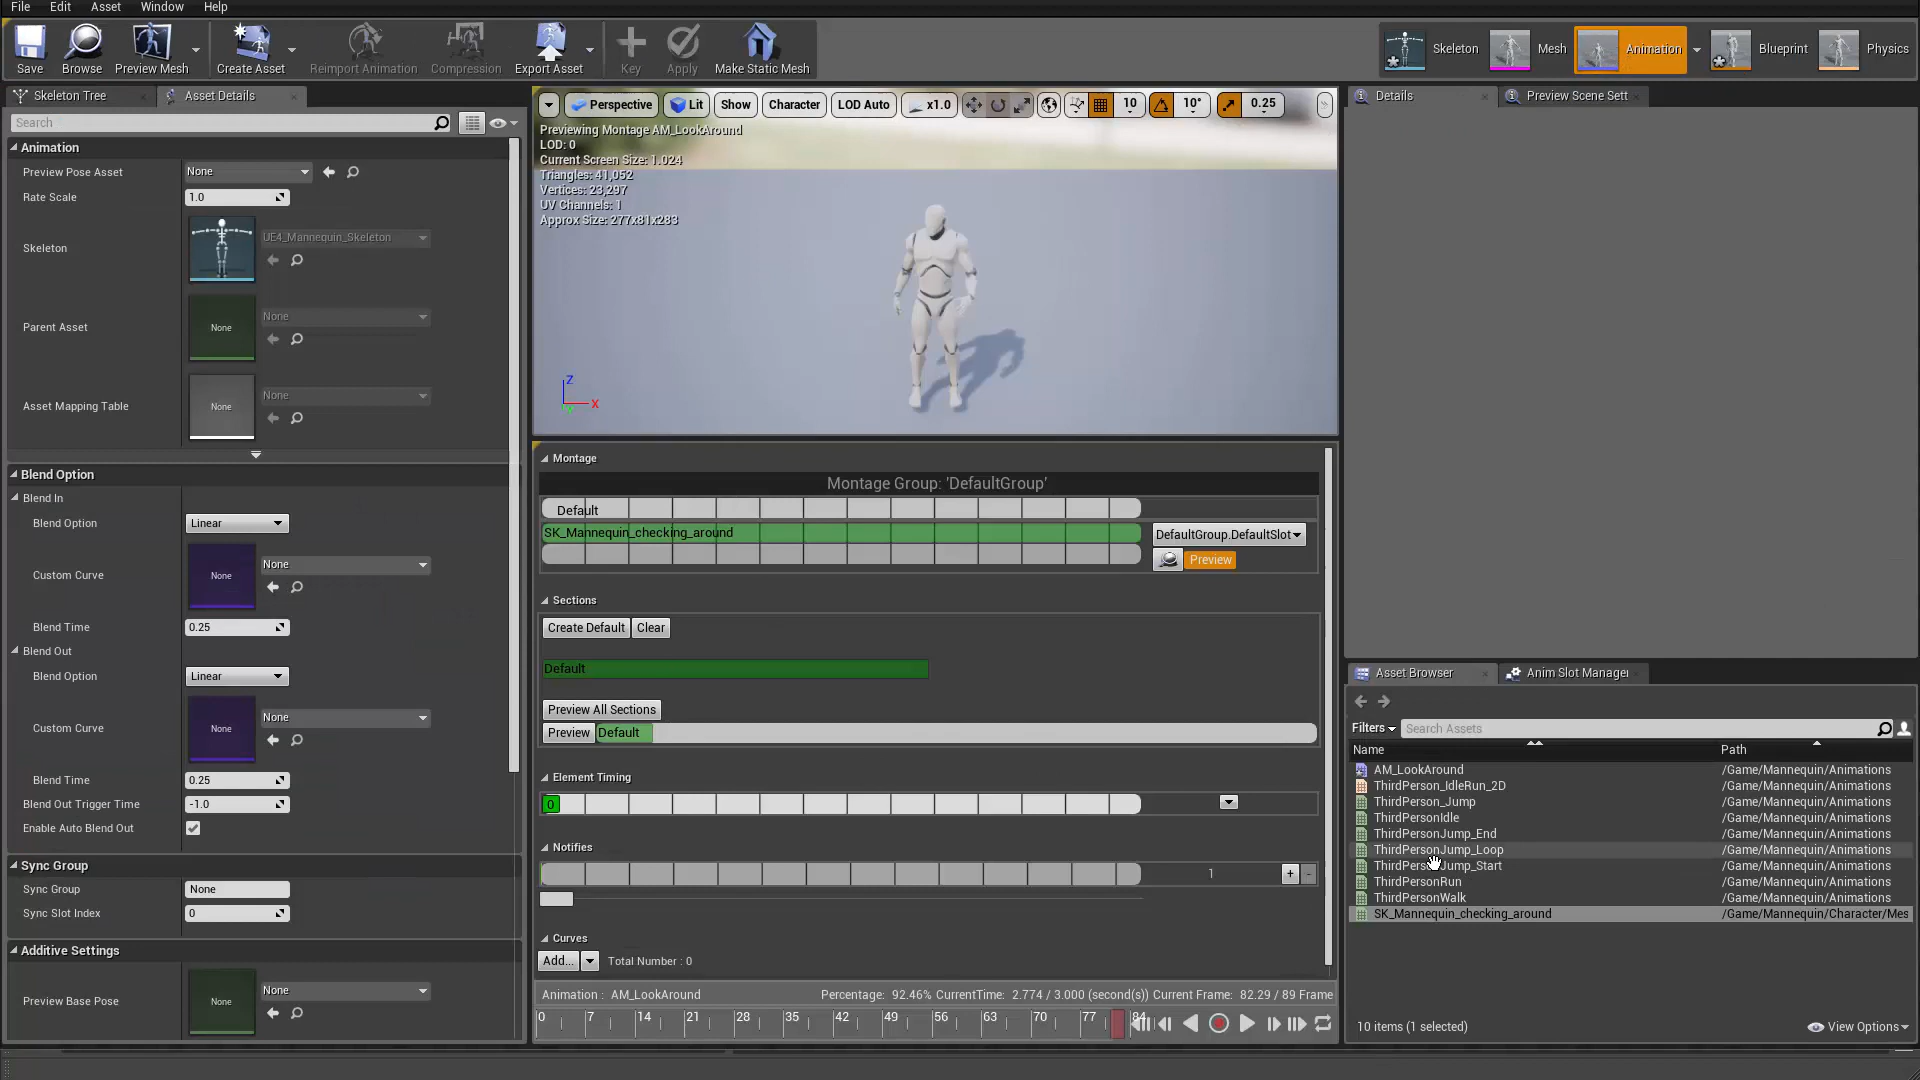 File Edit Asset Window Help
Save Browse Preview Mesh Create Asset Reimport Animation Compression Export Asset Key Apply Make Static Mesh
Skeleton Mesh Animation Blueprint Physics
Skeleton Tree Asset Details
Search
Animation
Preview Pose Asset None
Rate Scale 1.0
Skeleton UE4_Mannequin_Skeleton
Parent Asset None None
Asset Mapping Table None None
Blend Option
Blend In
Blend Option Linear
Custom Curve None None
Blend Time 0.25
Blend Out
Blend Option Linear
Custom Curve None None
Blend Time 0.25
Blend Out Trigger Time -1.0
Enable Auto Blend Out
Sync Group
Sync Group None
Sync Slot Index 0
Additive Settings
Preview Base Pose None None
Perspective Lit Show Character LOD Auto x1.0 10 10° 0.25
Previewing Montage AM_LookAround
LOD: 0
Current Screen Size: 1.024
Triangles: 41,052
Vertices: 23,297
UV Channels: 1
Approx Size: 277x81x283
Z
X
Y
Montage
Montage Group: 'DefaultGroup'
Default
SK_Mannequin_checking_around DefaultGroup.DefaultSlot
Preview
Sections
Create Default Clear
Default
Preview All Sections
Preview Default
Element Timing
0
Notifies
1 + -
Curves
Add... Total Number : 0
Animation : AM_LookAround Percentage: 92.46% CurrentTime: 2.774 / 3.000 (second(s)) Current Frame: 82.29 / 89 Frame
0 7 14 21 28 35 42 49 56 63 70 77 84
Details Preview Scene Sett
Asset Browser Anim Slot Manager
Filters Search Assets
Name Path
AM_LookAround /Game/Mannequin/Animations
ThirdPerson_IdleRun_2D /Game/Mannequin/Animations
ThirdPerson_Jump /Game/Mannequin/Animations
ThirdPersonIdle /Game/Mannequin/Animations
ThirdPersonJump_End /Game/Mannequin/Animations
ThirdPersonJump_Loop /Game/Mannequin/Animations
ThirdPersonJump_Start /Game/Mannequin/Animations
ThirdPersonRun /Game/Mannequin/Animations
ThirdPersonWalk /Game/Mannequin/Animations
SK_Mannequin_checking_around /Game/Mannequin/Character/Mes
10 items (1 selected) View Options